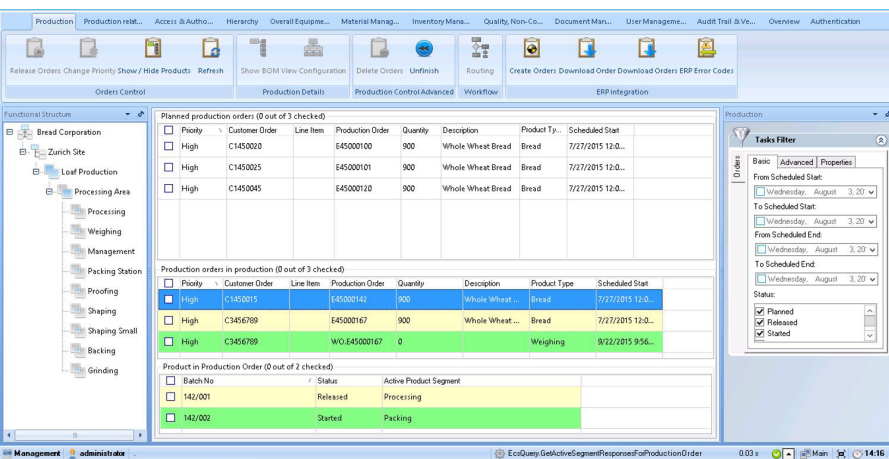 Production Production relat... Access & Autho... Hierarchy Overall Equipme... Material Manag... Inventory Mana... Quality, Non-Co... Document Man... User Manageme... Audit Trail & Ve... Overview Authentication
Release Orders Change Priority Show / Hide Products Refresh Show BOM View Configuration Delete Orders Unfinish Routing Create Orders Download Order Download Orders ERP Error Codes
Orders Control Production Details Production Control Advanced Workflow ERP integration
Functional Structure
Bread Corporation
Zurich Site
Loaf Production
Processing Area
Processing
Weighing
Management
Packing Station
Proofing
Shaping
Shaping Small
Backing
Grinding
Planned production orders (0 out of 3 checked)
Priority Customer Order Line Item Production Order Quantity Description Product Ty... Scheduled Start
High C1450020 E45000100 900 Whole Wheat Bread Bread 7/27/2015 12:0...
High C1450025 E45000101 900 Whole Wheat Bread Bread 7/27/2015 12:0...
High C1450045 E45000120 900 Whole Wheat Bread Bread 7/27/2015 12:0...
Production orders in production (0 out of 3 checked)
Priority Customer Order Line Item Production Order Quantity Description Product Type Scheduled Start
High C1450015 E45000142 900 Whole Wheat ... Bread 7/27/2015 12:0...
High C3456789 E45000167 900 Whole Wheat ... Bread 7/27/2015 12:0...
High C3456789 WO.E45000167 0 Weighing 9/22/2015 9:56...
Product in Production Order (0 out of 2 checked)
Batch No / Status Active Product Segment
142/001 Released Processing
142/002 Started Packing
Production
Tasks Filter
Orders
Basic Advanced Properties
From Scheduled Start:
Wednesday, August 3, 20
To Scheduled Start:
Wednesday, August 3, 20
From Scheduled End:
Wednesday, August 3, 20
To Scheduled End:
Wednesday, August 3, 20
Status:
Planned
Released
Started
Management administrator . EcsQuery.GetActiveSegmentResponsesForProductionOrder 0.03 s Main 14:16